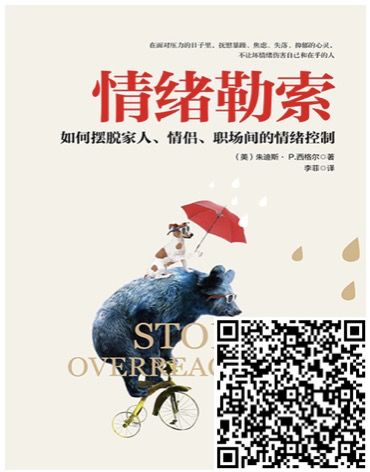 在面对压力的日子里，抚慰暴躁、焦虑、失落、抑郁的心灵，
不让坏情绪伤害自己和在乎的人
情绪勒索
如何摆脱家人、情侣、职场间的情绪控制
（美）朱迪斯· P.西格尔 著
李菲 译
STO
OVERREAC